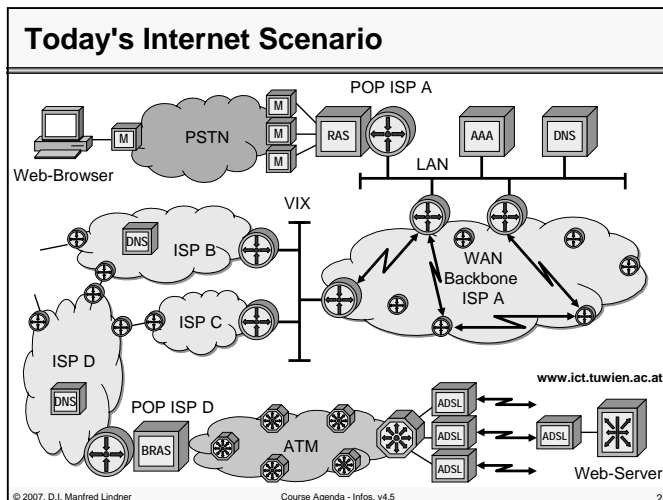 Today's Internet Scenario
POP ISP A
M
PSTN
M
M
M
RAS
AAA
DNS
Web-Browser
LAN
VIX
DNS
ISP B
WAN
Backbone
ISP A
ISP C
ISP D
DNS
www.ict.tuwien.ac.at
POP ISP D
BRAS
ATM
ADSL
ADSL
ADSL
ADSL
Web-Server
© 2007, D.I. Manfred Lindner
Course Agenda - Infos, v4.5
2